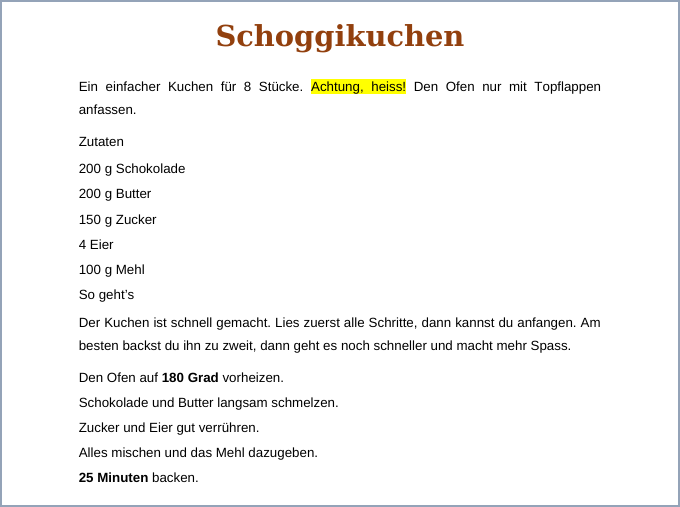 Schoggikuchen
Ein einfacher Kuchen für 8 Stücke. Achtung, heiss! Den Ofen nur mit Topflappen
anfassen.
Zutaten
200 g Schokolade
200 g Butter
150 g Zucker
4 Eier
100 g Mehl
So geht's
Der Kuchen ist schnell gemacht. Lies zuerst alle Schritte, dann kannst du anfangen. Am
besten backst du ihn zu zweit, dann geht es noch schneller und macht mehr Spass.
Den Ofen auf 180 Grad vorheizen.
Schokolade und Butter langsam schmelzen.
Zucker und Eier gut verrühren.
Alles mischen und das Mehl dazugeben.
25 Minuten backen.